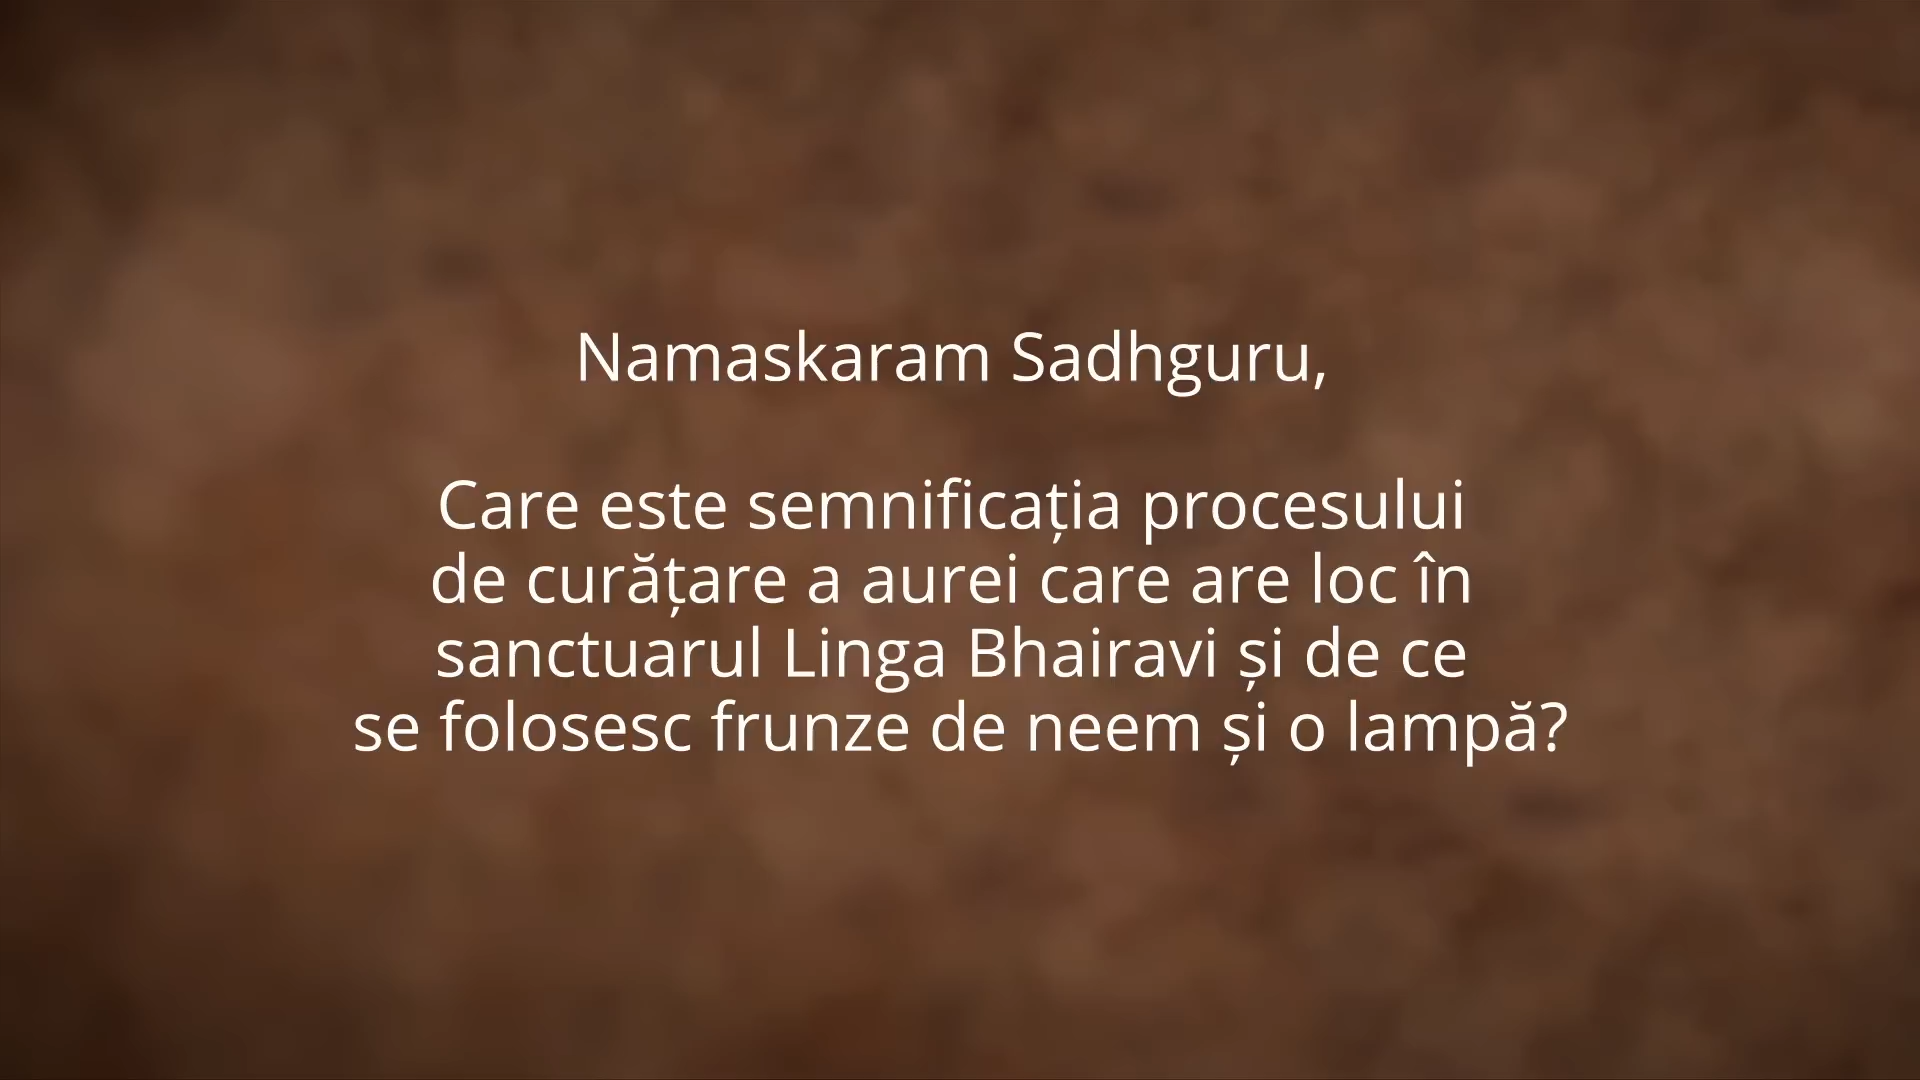 Namaskaram Sadhguru,
Care este semnificația procesului
de curățare a aurei care are loc în
sanctuarul Linga Bhairavi și de ce
se folosesc frunze de neem și o lampă?